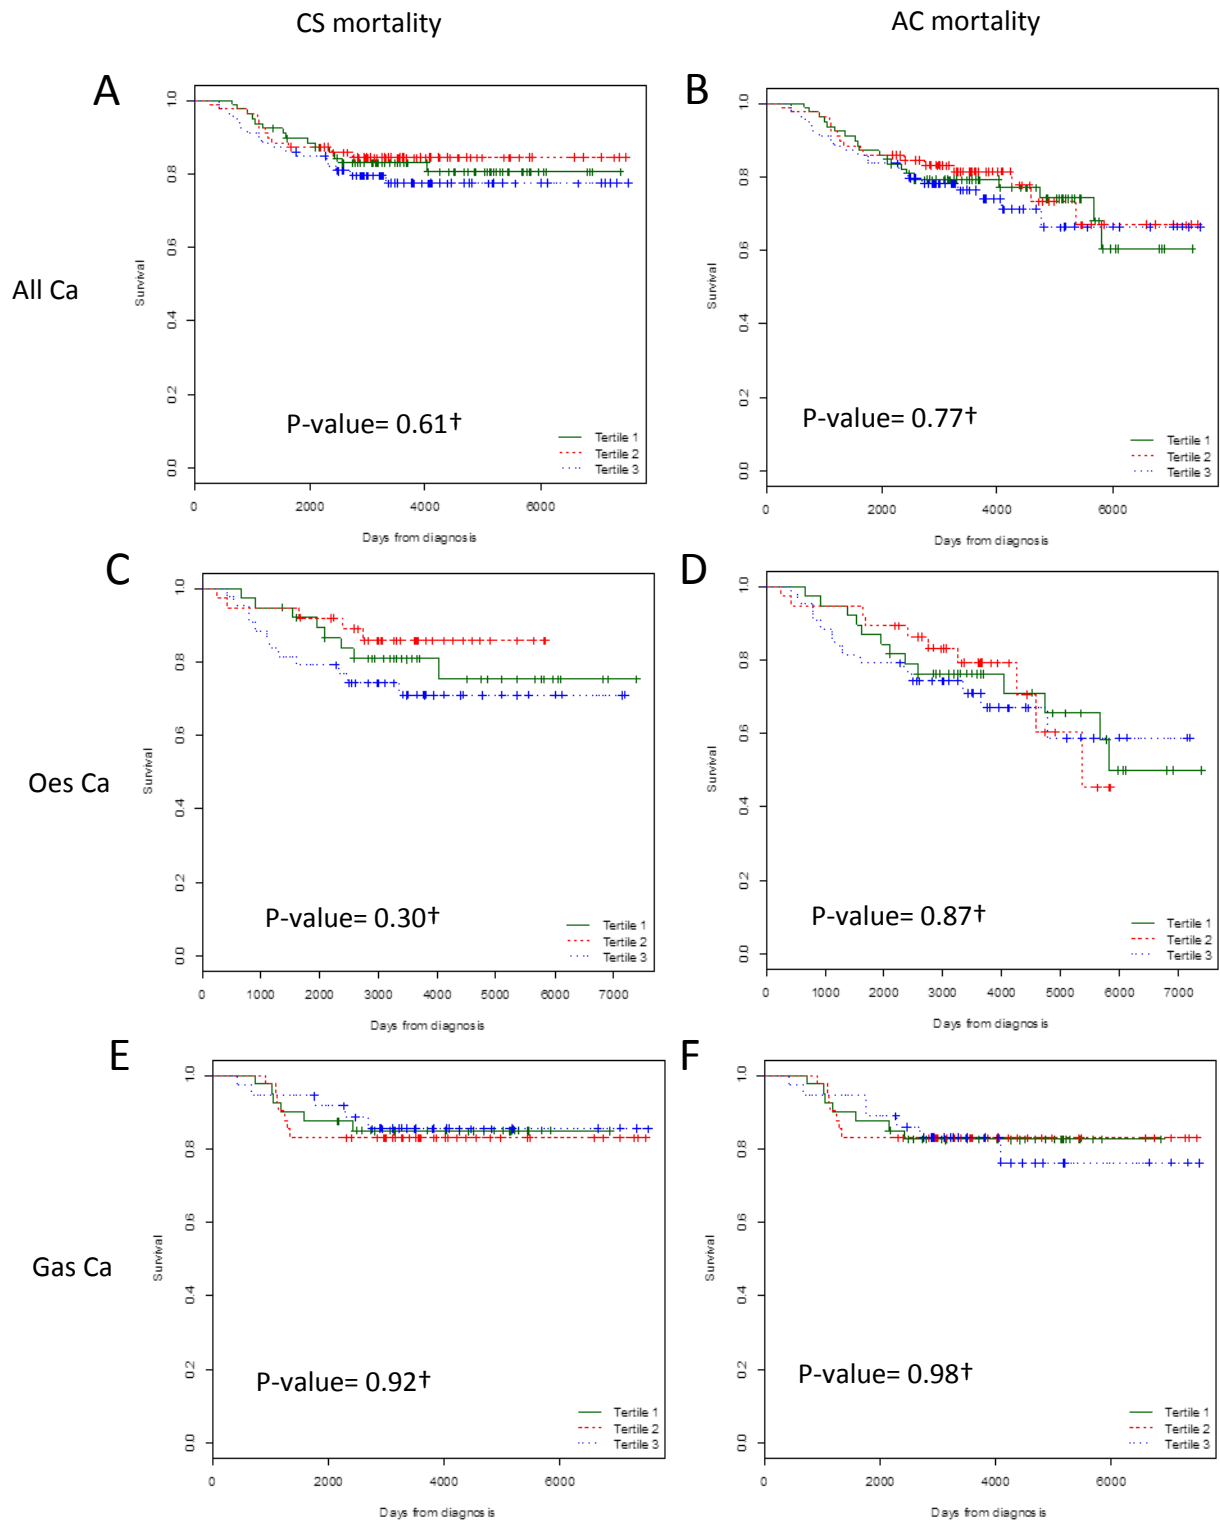 CS mortality
AC mortality
All Ca
A
Survival
1.0
0.8
0.6
0.4
0.2
0.0
P-value= 0.61†
Tertile 1
Tertile 2
Tertile 3
0 2000 4000 6000
Days from diagnosis
B
Survival
1.0
0.8
0.6
0.4
0.2
0.0
P-value= 0.77†
Tertile 1
Tertile 2
Tertile 3
0 2000 4000 6000
Days from diagnosis
Oes Ca
C
Survival
1.0
0.8
0.6
0.4
0.2
0.0
P-value= 0.30†
Tertile 1
Tertile 2
Tertile 3
0 1000 2000 3000 4000 5000 6000 7000
Days from diagnosis
D
Survival
1.0
0.8
0.6
0.4
0.2
0.0
P-value= 0.87†
Tertile 1
Tertile 2
Tertile 3
0 1000 2000 3000 4000 5000 6000 7000
Days from diagnosis
Gas Ca
E
Survival
1.0
0.8
0.6
0.4
0.2
0.0
P-value= 0.92†
Tertile 1
Tertile 2
Tertile 3
0 2000 4000 6000
Days from diagnosis
F
Survival
1.0
0.8
0.6
0.4
0.2
0.0
P-value= 0.98†
Tertile 1
Tertile 2
Tertile 3
0 2000 4000 6000
Days from diagnosis